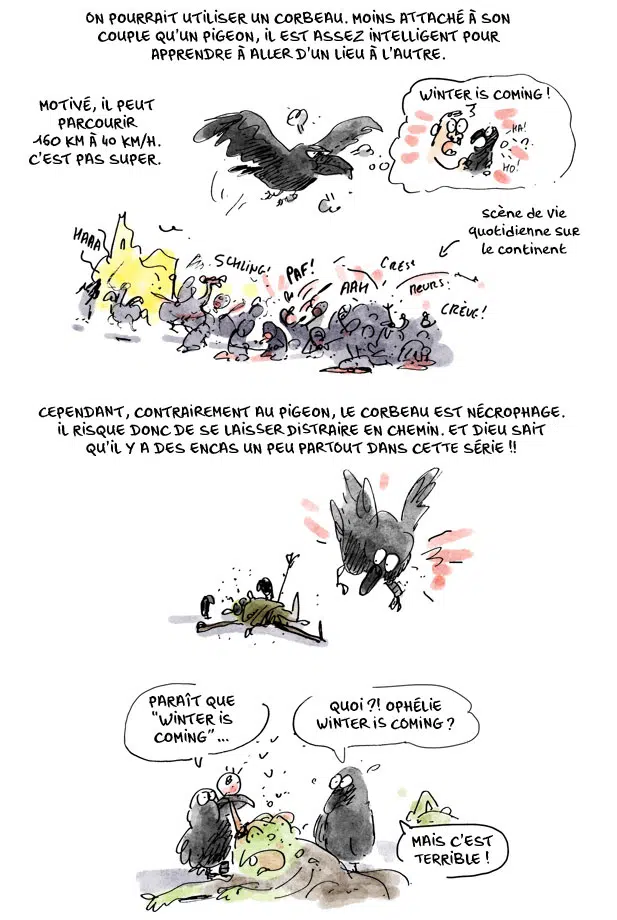 ON POURRAIT UTILISER UN CORBEAU. MOINS ATTACHÉ À SON
COUPLE QU'UN PIGEON, IL EST ASSEZ INTELLIGENT POUR
APPRENDRE À ALLER D'UN LIEU À L'AUTRE.
MOTIVÉ, IL PEUT
PARCOURIR
160 KM À 40 KM/H.
C'EST PAS SUPER.
WINTER IS COMING !
HA!
?
HO!
SCÈNE DE VIE
QUOTIDIENNE SUR
LE CONTINENT
HAAA
SCHLING!
PAF!
AAH
MEURS!
CRÈVE!
CEPENDANT, CONTRAIREMENT AU PIGEON, LE CORBEAU EST NÉCROPHAGE.
IL RISQUE DONC DE SE LAISSER DISTRAIRE EN CHEMIN. ET DIEU SAIT
QU'IL Y A DES ENCAS UN PEU PARTOUT DANS CETTE SÉRIE !!
PARAÎT QUE
"WINTER IS
COMING"...
QUOI ?! OPHÉLIE
WINTER IS COMING ?
MAIS C'EST
TERRIBLE !